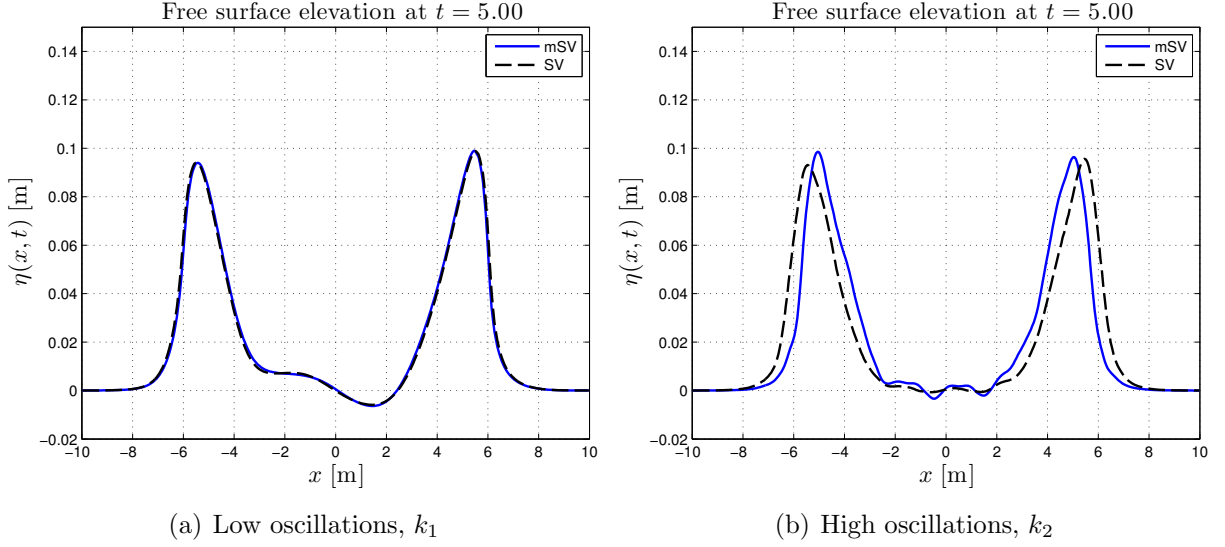 Free surface elevation at t = 5.00
mSV
SV
0.14
0.12
0.1
0.08
0.06
0.04
0.02
0
−0.02
η(x, t) [m]
−10 −8 −6 −4 −2 0 2 4 6 8 10
x [m]
(a) Low oscillations, k₁
Free surface elevation at t = 5.00
mSV
SV
0.14
0.12
0.1
0.08
0.06
0.04
0.02
0
−0.02
η(x, t) [m]
−10 −8 −6 −4 −2 0 2 4 6 8 10
x [m]
(b) High oscillations, k₂